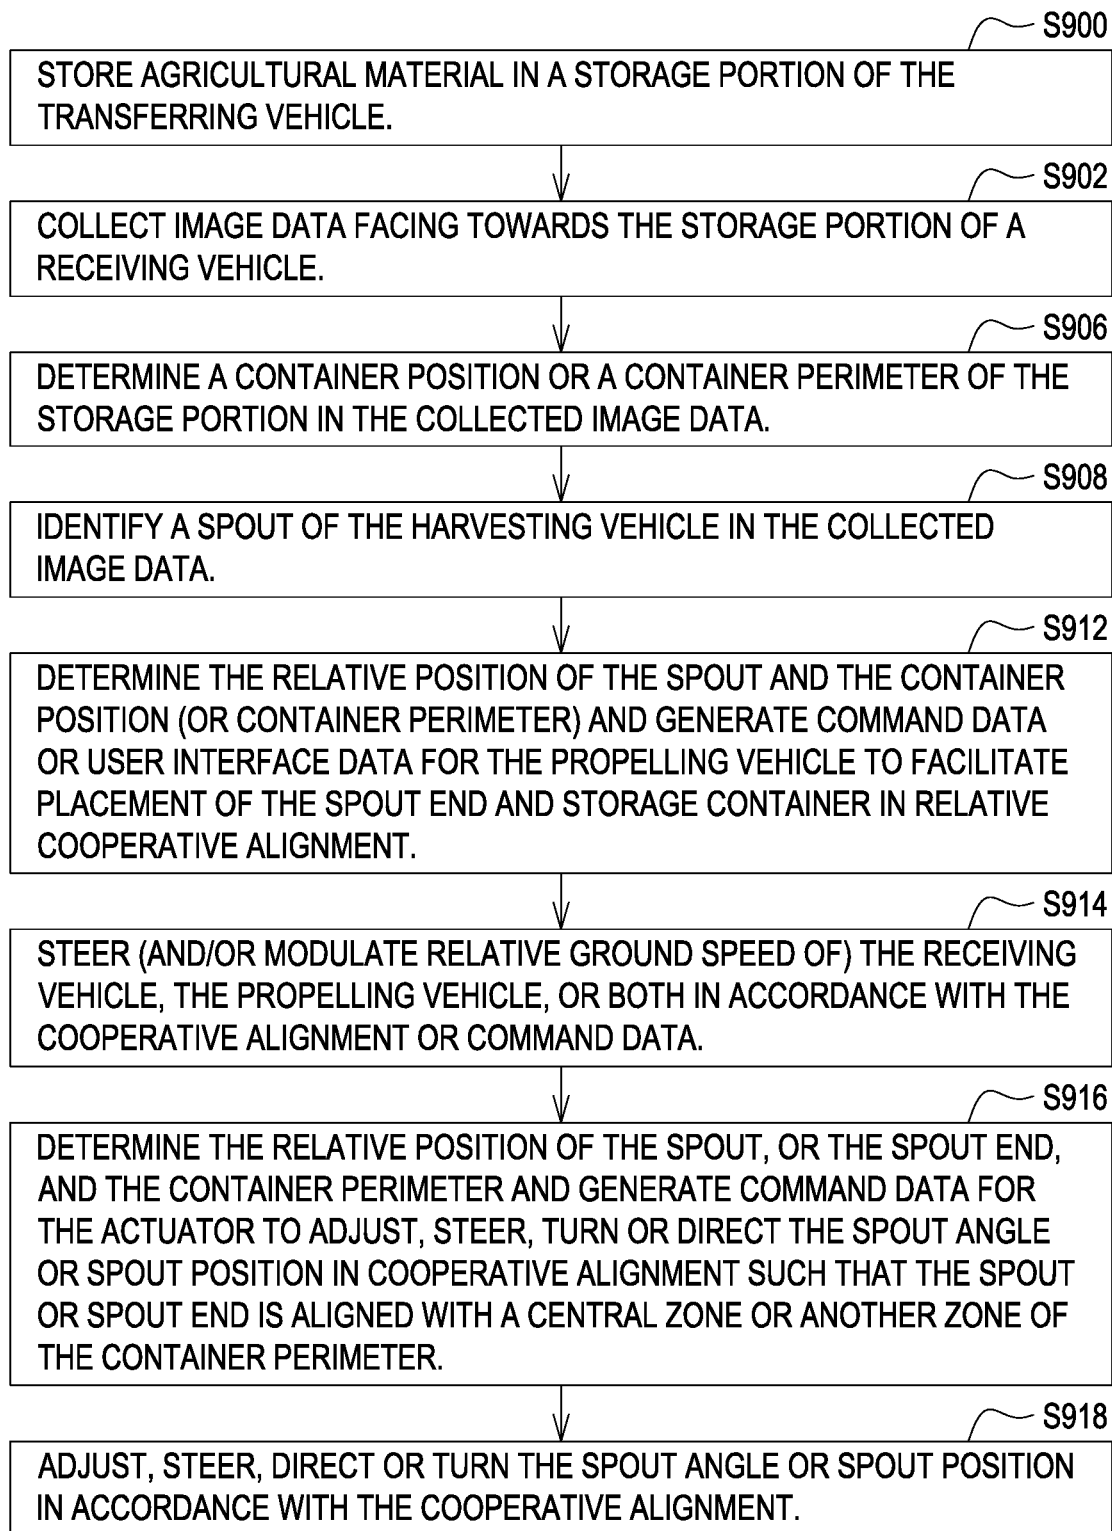 S900
STORE AGRICULTURAL MATERIAL IN A STORAGE PORTION OF THE
TRANSFERRING VEHICLE.
S902
COLLECT IMAGE DATA FACING TOWARDS THE STORAGE PORTION OF A
RECEIVING VEHICLE.
S906
DETERMINE A CONTAINER POSITION OR A CONTAINER PERIMETER OF THE
STORAGE PORTION IN THE COLLECTED IMAGE DATA.
S908
IDENTIFY A SPOUT OF THE HARVESTING VEHICLE IN THE COLLECTED
IMAGE DATA.
S912
DETERMINE THE RELATIVE POSITION OF THE SPOUT AND THE CONTAINER
POSITION (OR CONTAINER PERIMETER) AND GENERATE COMMAND DATA
OR USER INTERFACE DATA FOR THE PROPELLING VEHICLE TO FACILITATE
PLACEMENT OF THE SPOUT END AND STORAGE CONTAINER IN RELATIVE
COOPERATIVE ALIGNMENT.
S914
STEER (AND/OR MODULATE RELATIVE GROUND SPEED OF) THE RECEIVING
VEHICLE, THE PROPELLING VEHICLE, OR BOTH IN ACCORDANCE WITH THE
COOPERATIVE ALIGNMENT OR COMMAND DATA.
S916
DETERMINE THE RELATIVE POSITION OF THE SPOUT, OR THE SPOUT END,
AND THE CONTAINER PERIMETER AND GENERATE COMMAND DATA FOR
THE ACTUATOR TO ADJUST, STEER, TURN OR DIRECT THE SPOUT ANGLE
OR SPOUT POSITION IN COOPERATIVE ALIGNMENT SUCH THAT THE SPOUT
OR SPOUT END IS ALIGNED WITH A CENTRAL ZONE OR ANOTHER ZONE OF
THE CONTAINER PERIMETER.
S918
ADJUST, STEER, DIRECT OR TURN THE SPOUT ANGLE OR SPOUT POSITION
IN ACCORDANCE WITH THE COOPERATIVE ALIGNMENT.